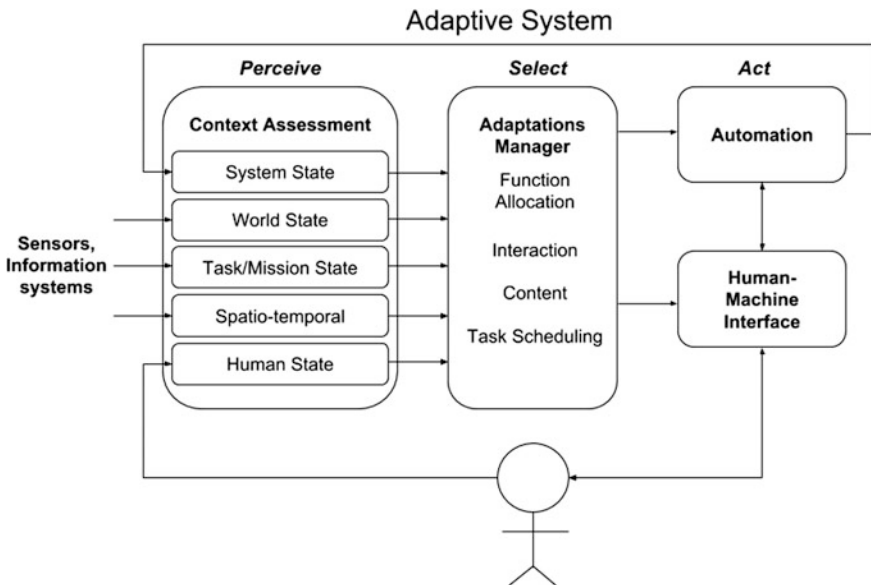 Adaptive System
Perceive
Select
Act
Context Assessment
System State
World State
Task/Mission State
Spatio-temporal
Human State
Sensors,
Information
systems
Adaptations
Manager
Function
Allocation
Interaction
Content
Task Scheduling
Automation
Human-
Machine
Interface